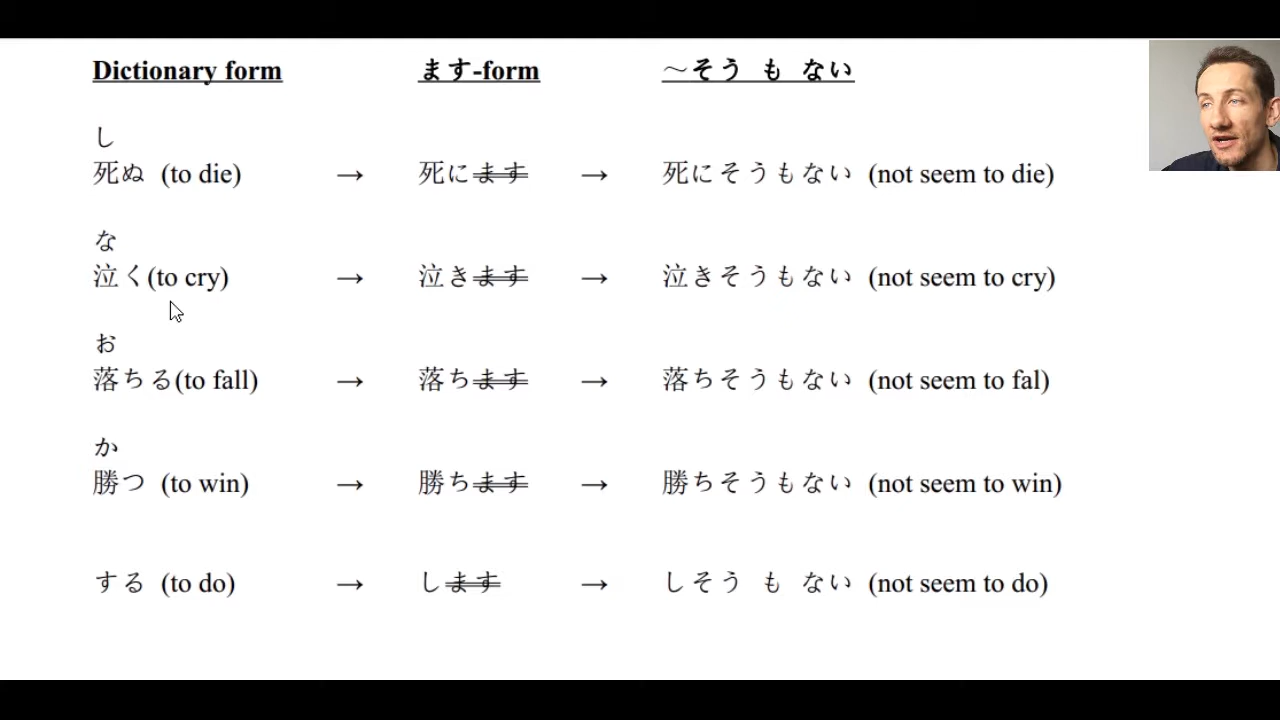 Dictionary form ます-form ～そう も ない
し
死ぬ (to die) → 死にます → 死にそうもない (not seem to die)
な
泣く(to cry) → 泣きます → 泣きそうもない (not seem to cry)
お
落ちる(to fall) → 落ちます → 落ちそうもない (not seem to fal)
か
勝つ (to win) → 勝ちます → 勝ちそうもない (not seem to win)
する (to do) → します → しそう も ない (not seem to do)